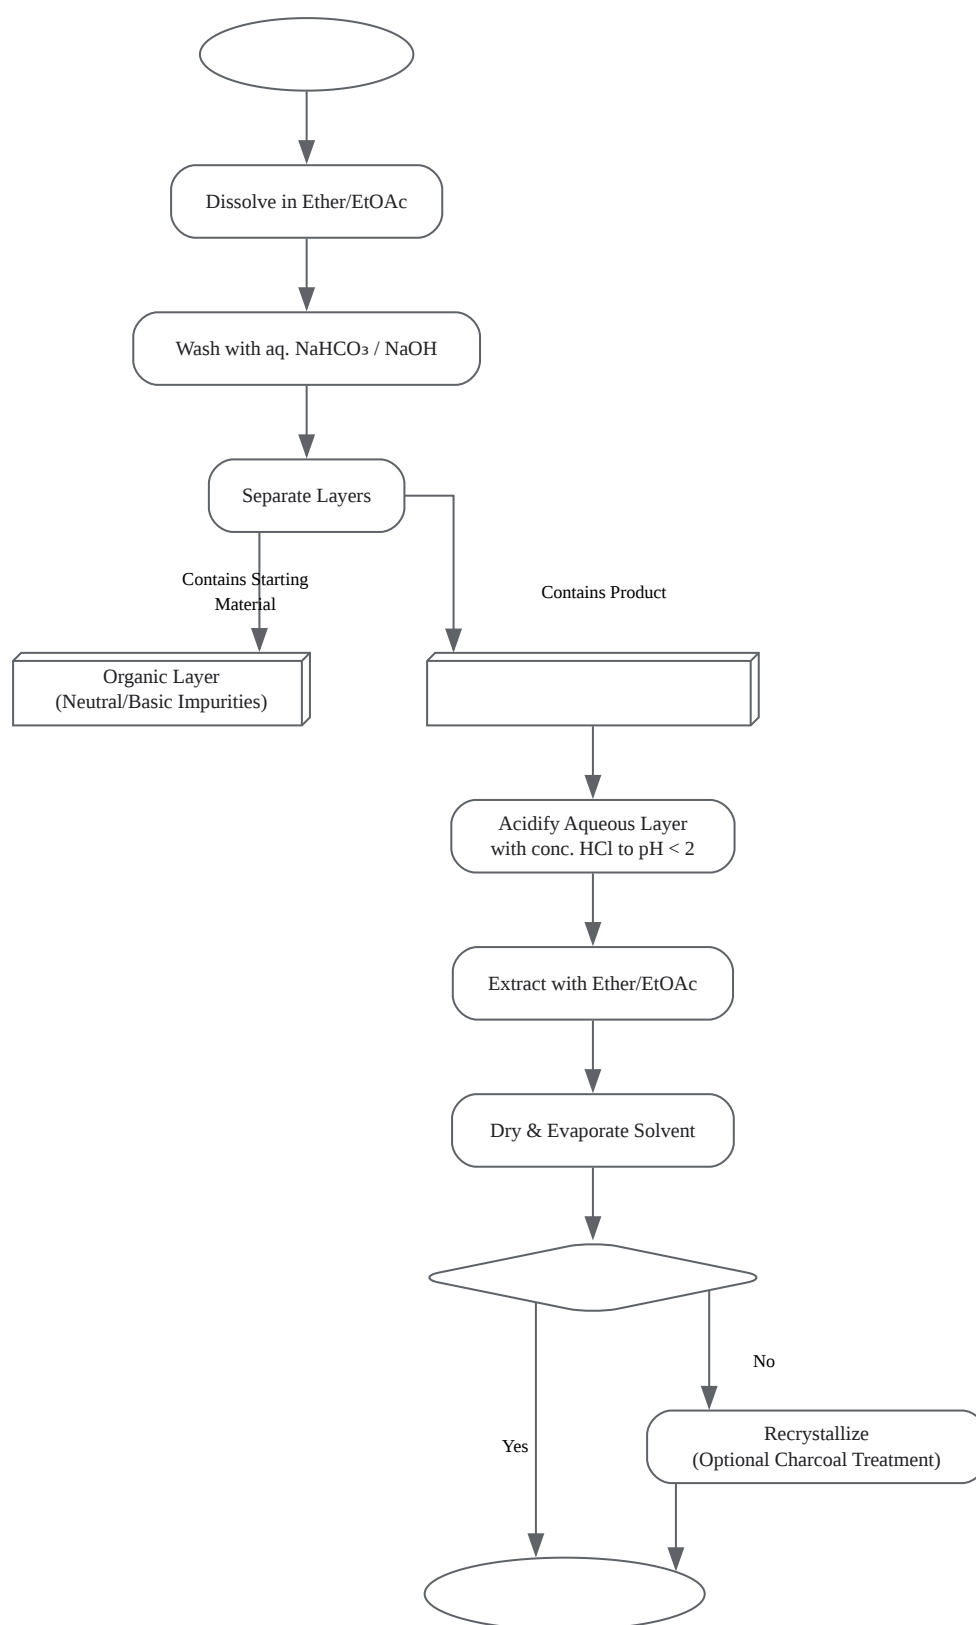 Dissolve in Ether/EtOAc
Wash with aq. NaHCO₃ / NaOH
Separate Layers
Contains Starting
Material
Contains Product
Organic Layer
(Neutral/Basic Impurities)
Acidify Aqueous Layer
with conc. HCl to pH < 2
Extract with Ether/EtOAc
Dry & Evaporate Solvent
No
Recrystallize
(Optional Charcoal Treatment)
Yes